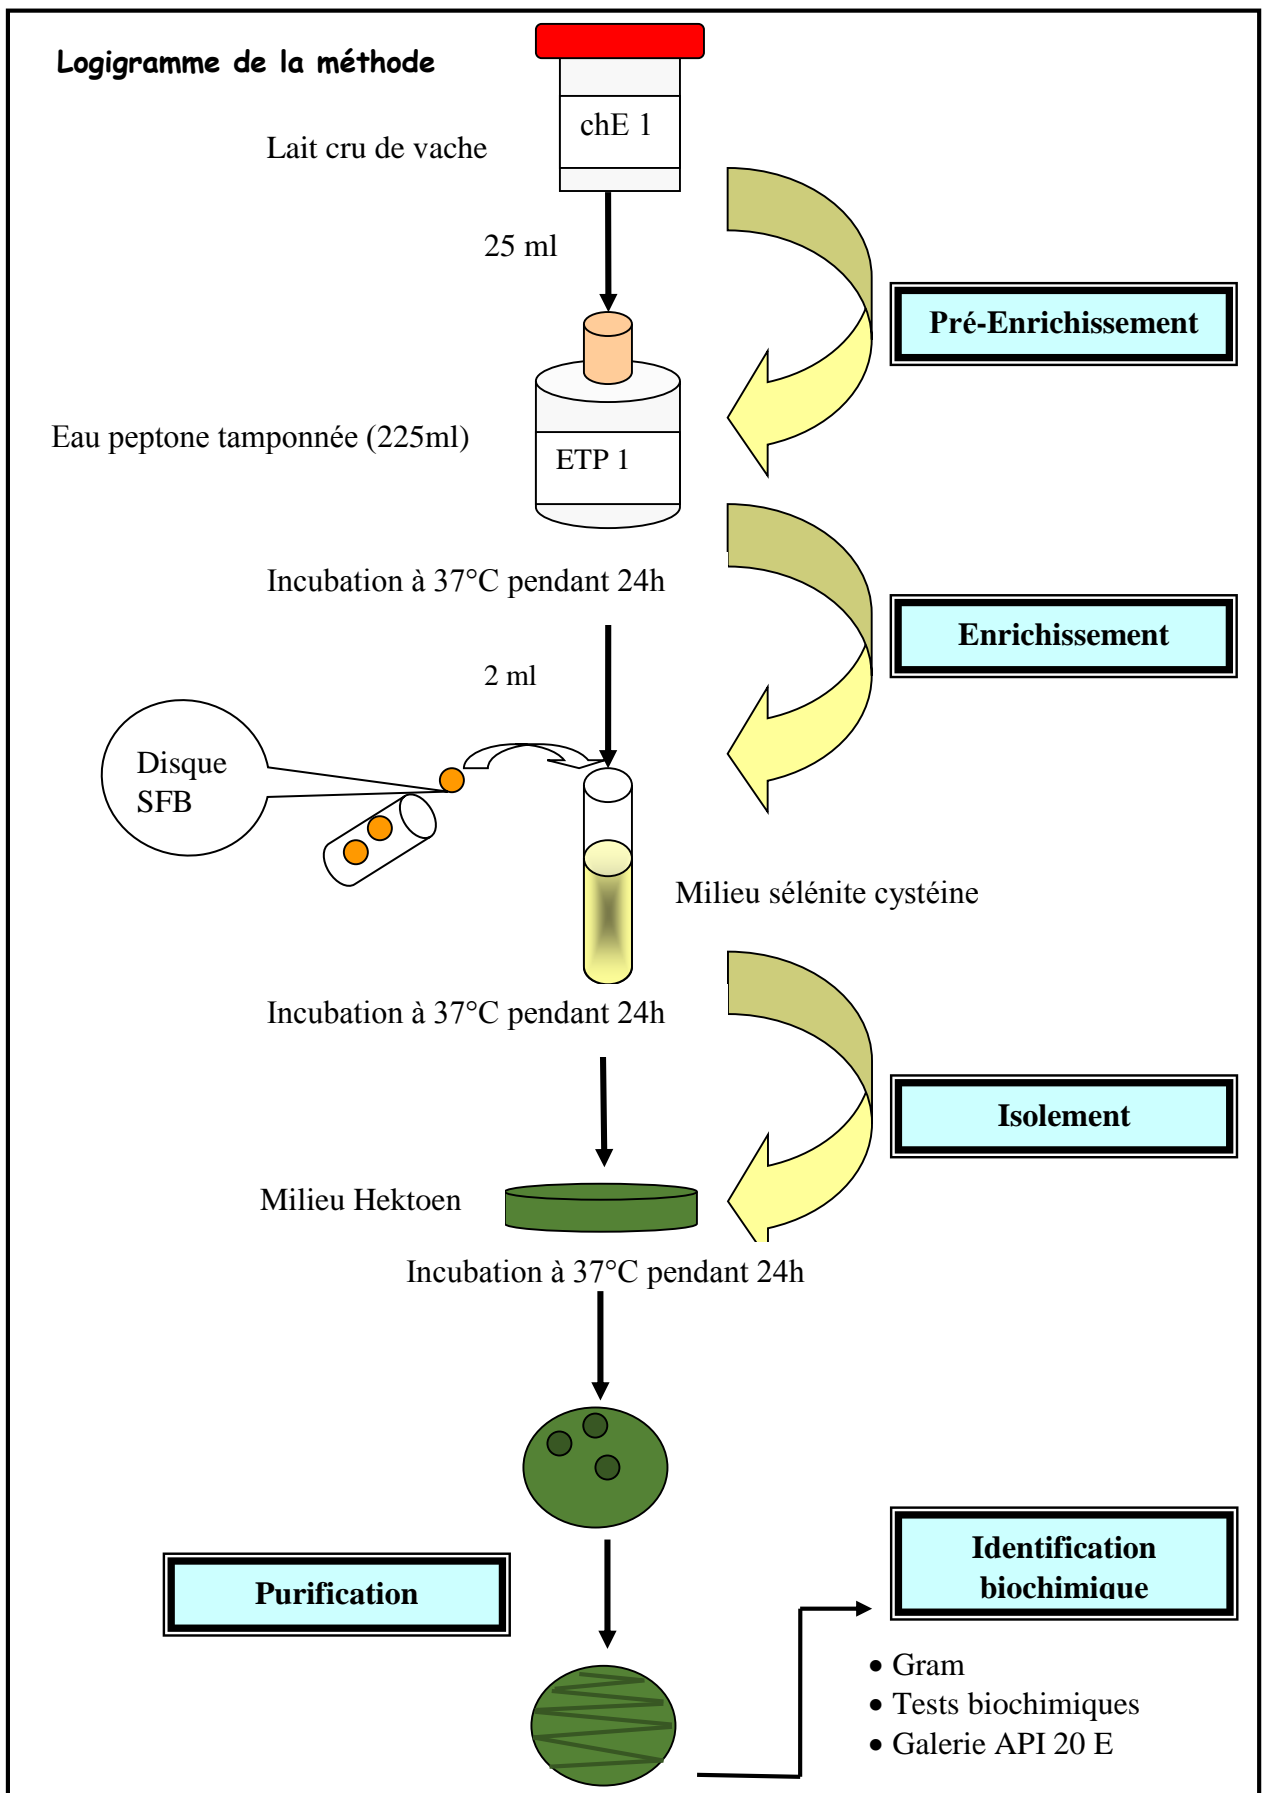 Logigramme de la méthode
chE 1
Lait cru de vache
25 ml
Pré-Enrichissement
Eau peptone tamponnée (225ml)
ETP 1
Incubation à 37°C pendant 24h
Enrichissement
2 ml
Disque
SFB
Milieu sélénite cystéine
Incubation à 37°C pendant 24h
Isolement
Milieu Hektoen
Incubation à 37°C pendant 24h
Identification
biochimique
Purification
• Gram
• Tests biochimiques
• Galerie API 20 E